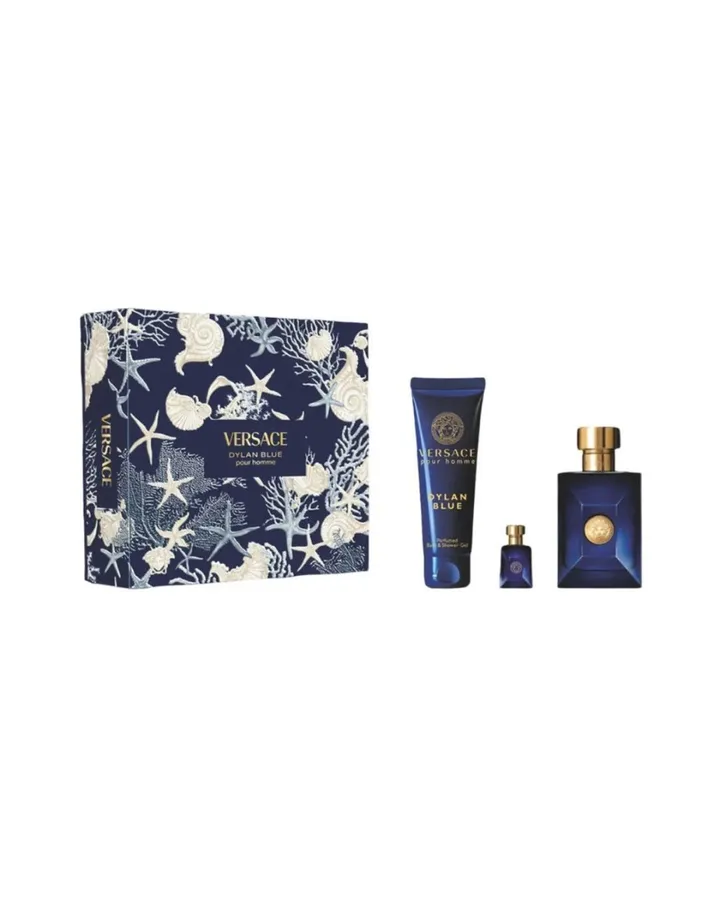 VERSACE
VERSACE
DYLAN BLUE
pour homme
VERSACE
pour homme
DYLAN
BLUE
Perfumed
Bath & Shower Gel